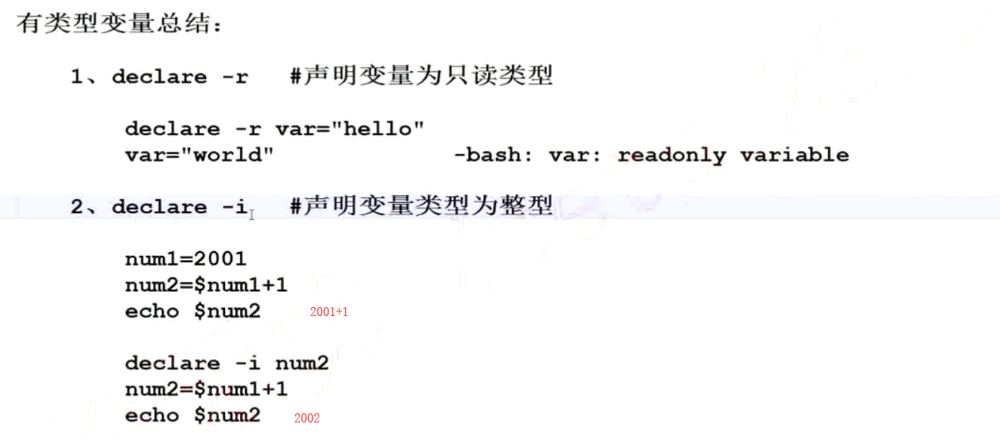 有类型变量总结：
1、declare -r #声明变量为只读类型
declare -r var="hello"
var="world" -bash: var: readonly variable
2、declare -i #声明变量类型为整型
num1=2001
num2=$num1+1
echo $num2 2001+1
declare -i num2
num2=$num1+1
echo $num2 2002